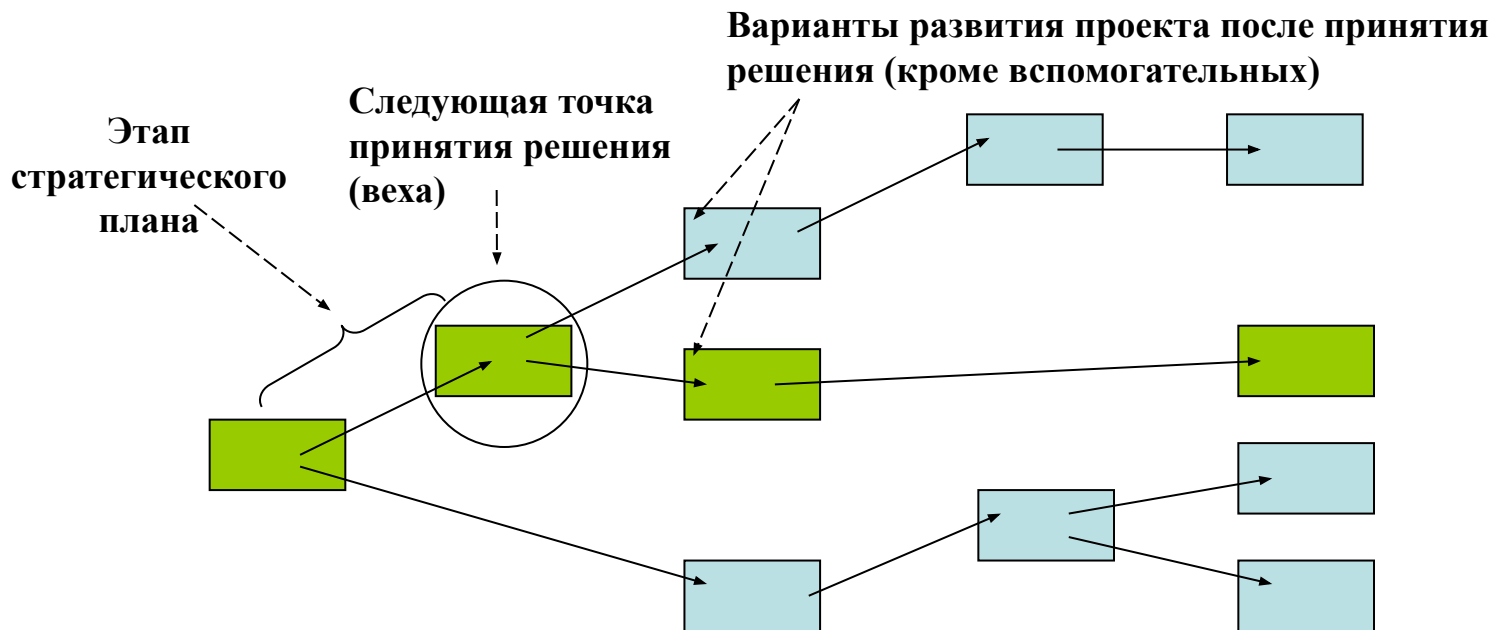 Варианты развития проекта после принятия
решения (кроме вспомогательных)
Следующая точка
принятия решения
(веха)
Этап
стратегического
плана